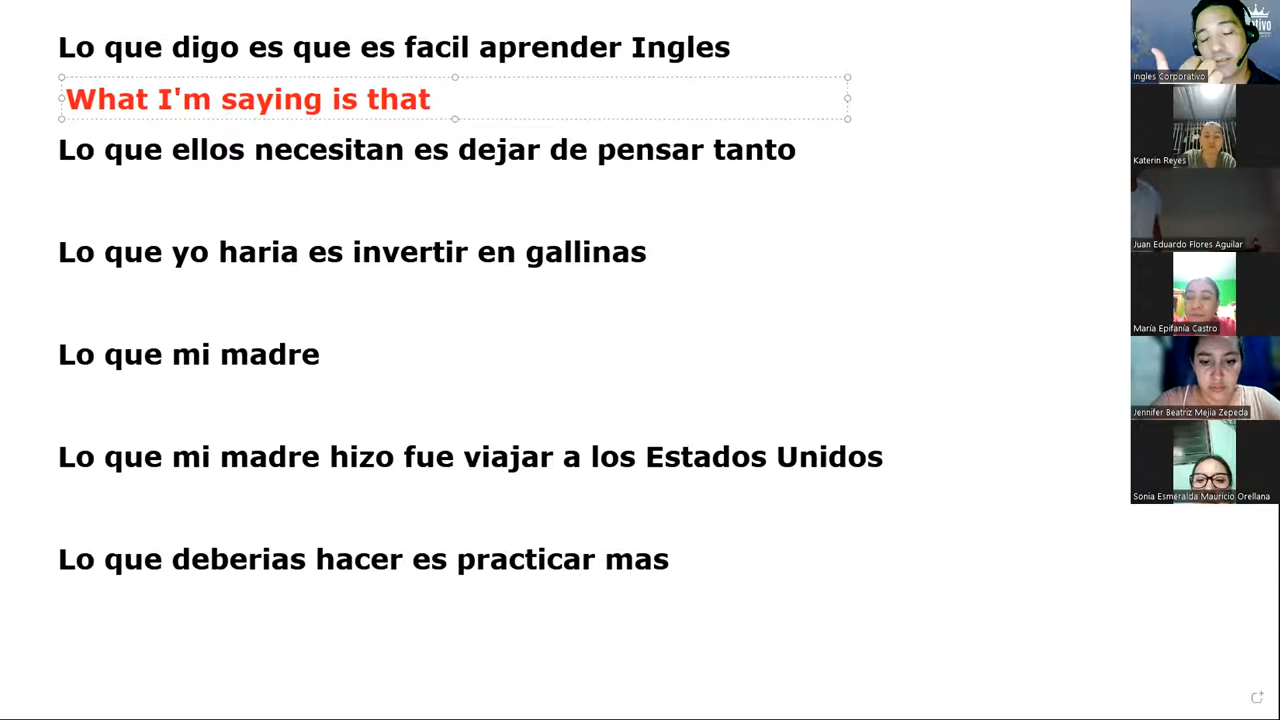 Lo que digo es que es facil aprender Ingles
What I'm saying is that
Lo que ellos necesitan es dejar de pensar tanto
Lo que yo haria es invertir en gallinas
Lo que mi madre
Lo que mi madre hizo fue viajar a los Estados Unidos
Lo que deberias hacer es practicar mas
Ingles Corporativo
Katerin Reyes
Juan Eduardo Flores Aguilar
María Epifanía Castro
Jennifer Beatriz Mejía Zepeda
Sonia Esmeralda Mauricio Orellana